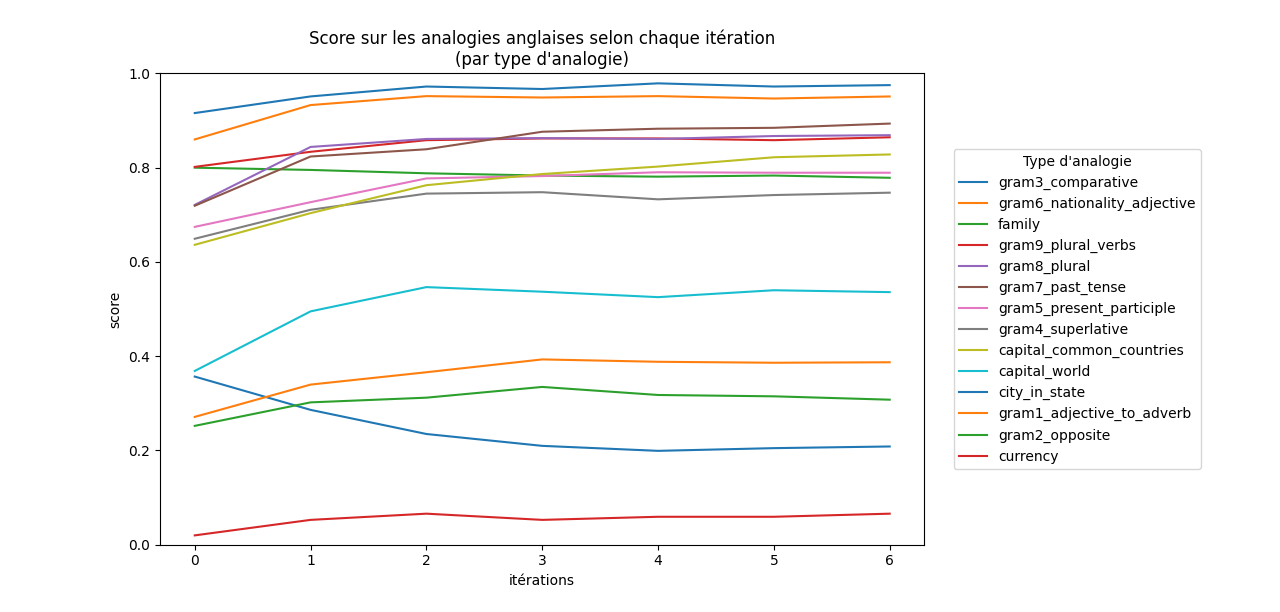 Score sur les analogies anglaises selon chaque itération
(par type d'analogie)
1.0
0.8
0.6
0.4
0.2
0.0
score
0 1 2 3 4 5 6
itérations
Type d'analogie
gram3_comparative
gram6_nationality_adjective
family
gram9_plural_verbs
gram8_plural
gram7_past_tense
gram5_present_participle
gram4_superlative
capital_common_countries
capital_world
city_in_state
gram1_adjective_to_adverb
gram2_opposite
currency